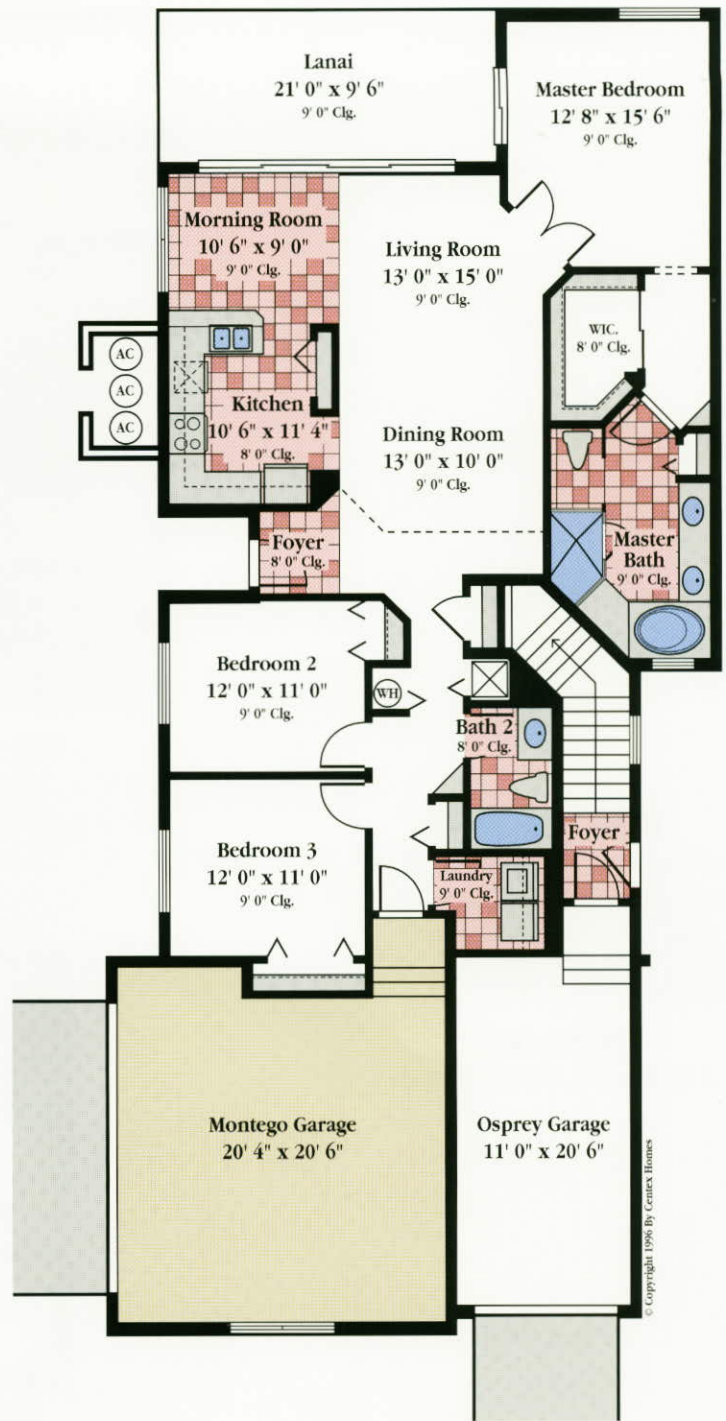 Lanai
21' 0" x 9' 6"
9' 0" Clg.
Master Bedroom
12' 8" x 15' 6"
9' 0" Clg.
Morning Room
10' 6" x 9' 0"
9' 0" Clg.
Living Room
13' 0" x 15' 0"
9' 0" Clg.
WIC.
8' 0" Clg.
AC
AC
AC
Kitchen
10' 6" x 11' 4"
8' 0" Clg.
Dining Room
13' 0" x 10' 0"
9' 0" Clg.
Foyer
8' 0" Clg.
Master
Bath
9' 0" Clg.
Bedroom 2
12' 0" x 11' 0"
9' 0" Clg.
WH
Bath 2
8' 0" Clg.
Foyer
Bedroom 3
12' 0" x 11' 0"
9' 0" Clg.
Laundry
9' 0" Clg.
Montego Garage
20' 4" x 20' 6"
Osprey Garage
11' 0" x 20' 6"
© Copyright 1996 By Centex Homes